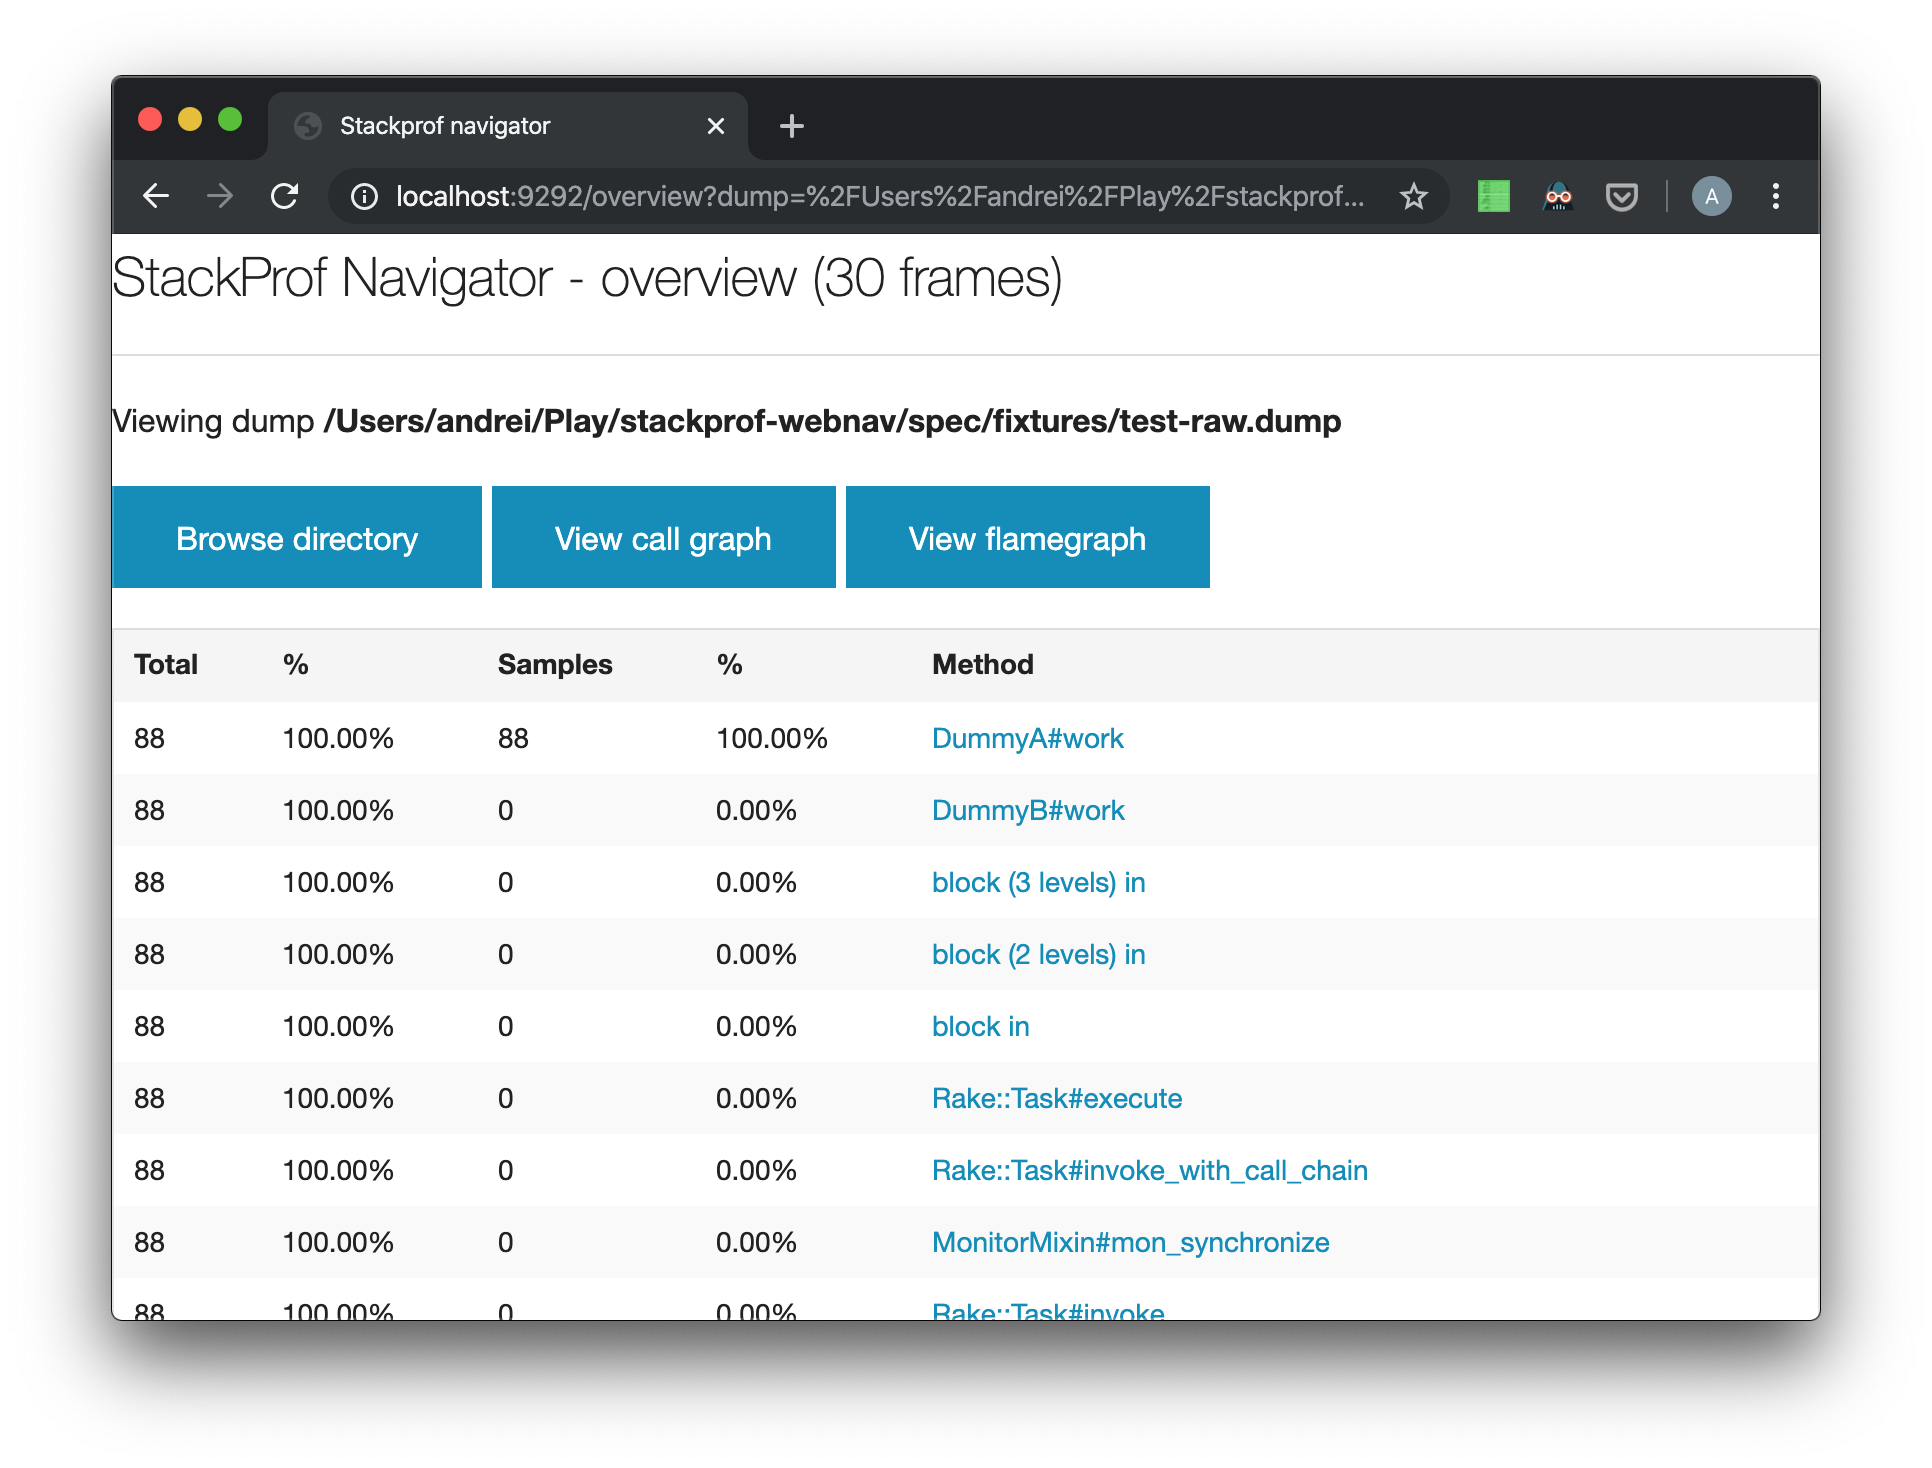 Stackprof navigator
localhost:9292/overview?dump=%2FUsers%2Fandrei%2FPlay%2Fstackprof...
A
StackProf Navigator - overview (30 frames)
Viewing dump /Users/andrei/Play/stackprof-webnav/spec/fixtures/test-raw.dump
Browse directory View call graph View flamegraph
Total % Samples % Method
88 100.00% 88 100.00% DummyA#work
88 100.00% 0 0.00% DummyB#work
88 100.00% 0 0.00% block (3 levels) in
88 100.00% 0 0.00% block (2 levels) in
88 100.00% 0 0.00% block in
88 100.00% 0 0.00% Rake::Task#execute
88 100.00% 0 0.00% Rake::Task#invoke_with_call_chain
88 100.00% 0 0.00% MonitorMixin#mon_synchronize
88 100.00% 0 0.00% Rake::Task#invoke